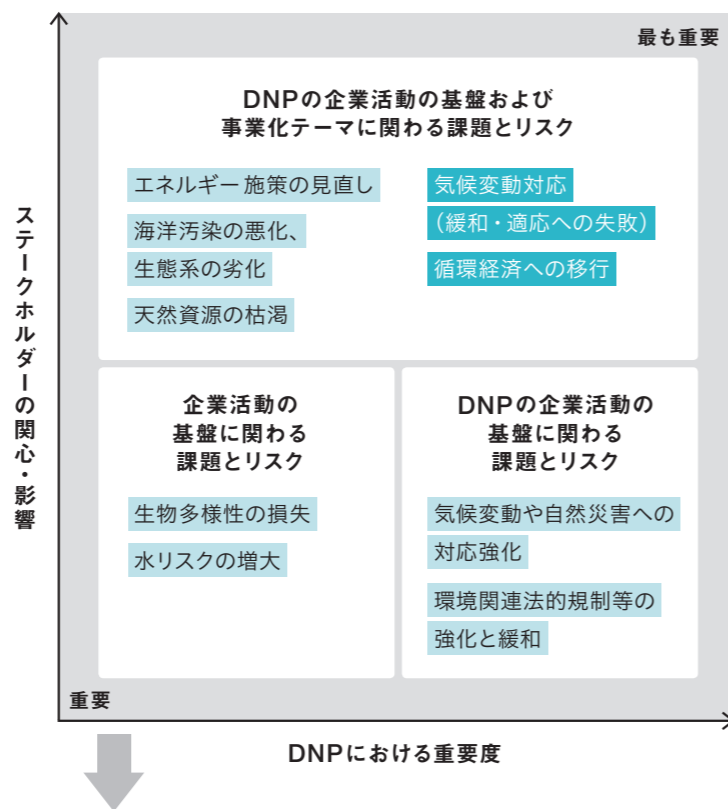 最も重要
DNPの企業活動の基盤および
事業化テーマに関わる課題とリスク
エネルギー施策の見直し
海洋汚染の悪化、
生態系の劣化
天然資源の枯渇
気候変動対応
（緩和・適応への失敗）
循環経済への移行
企業活動の
基盤に関わる
課題とリスク
生物多様性の損失
水リスクの増大
DNPの企業活動の
基盤に関わる
課題とリスク
気候変動や自然災害への
対応強化
環境関連法的規制等の
強化と緩和
ステークホルダーの関心・影響
重要
DNPにおける重要度